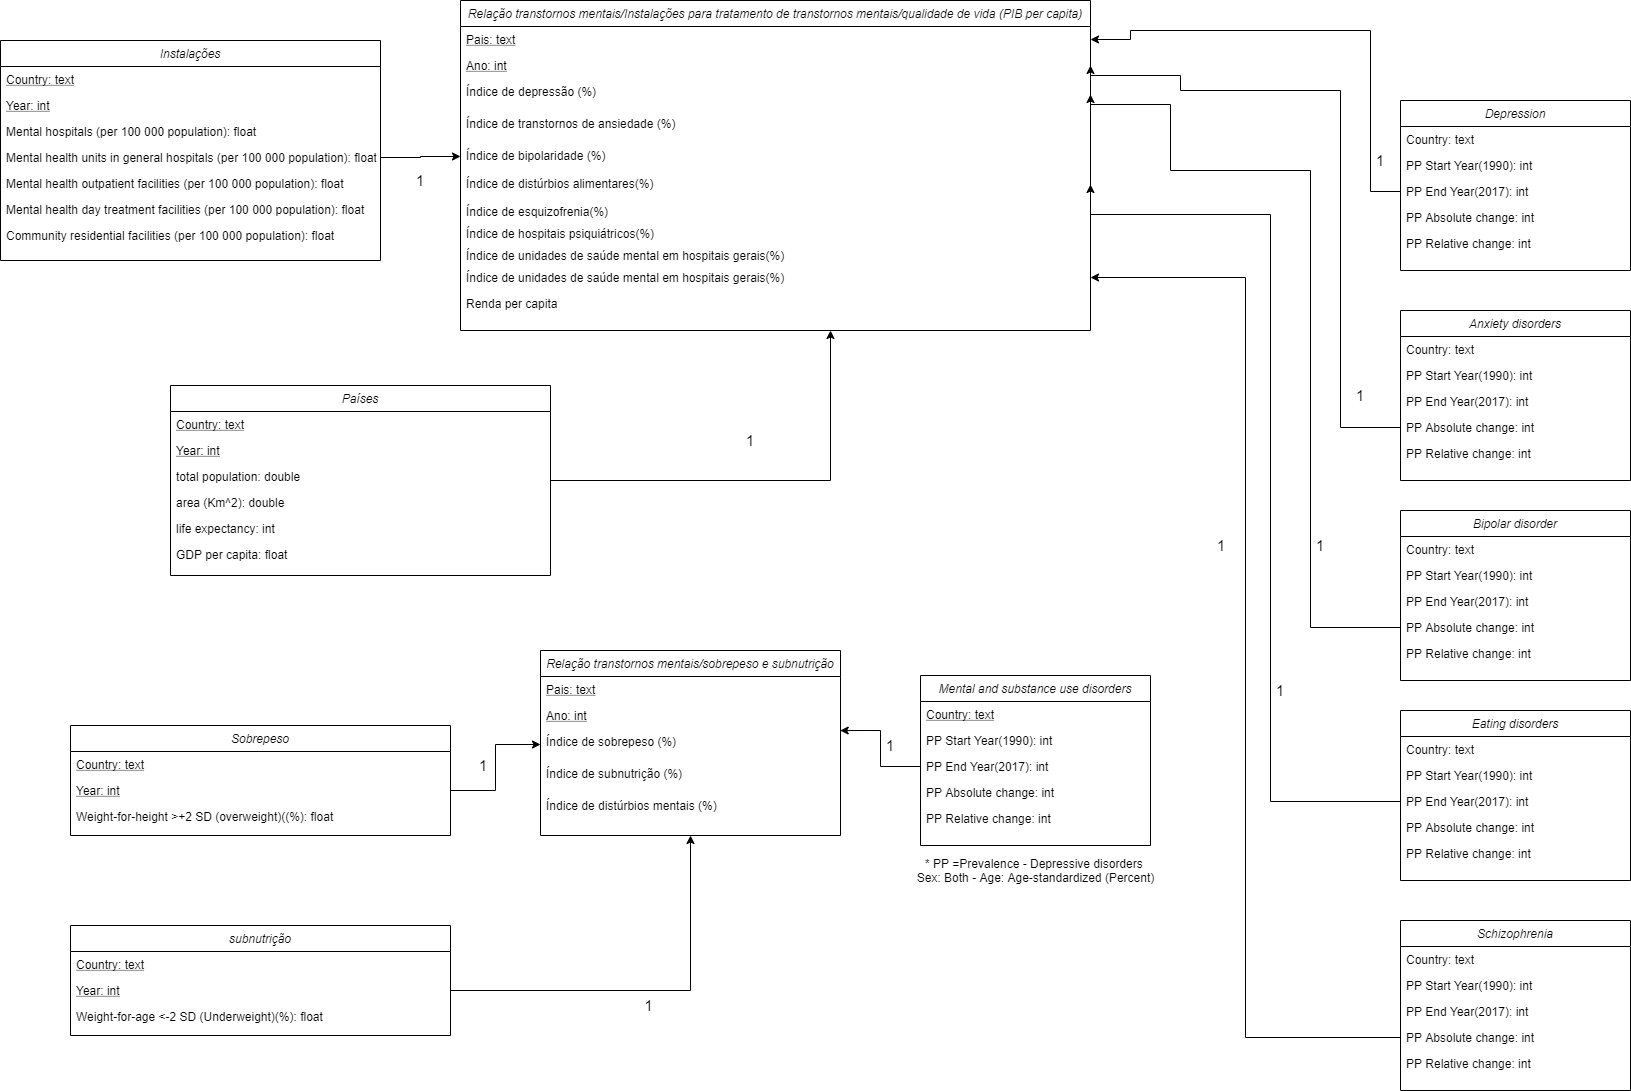 Relação transtornos mentais/Instalações para tratamento de transtornos mentais/qualidade de vida (PIB per capita)
Pais: text
Ano: int
Índice de depressão (%)
Índice de transtornos de ansiedade (%)
Índice de bipolaridade (%)
Índice de distúrbios alimentares(%)
Índice de esquizofrenia(%)
Índice de hospitais psiquiátricos(%)
Índice de unidades de saúde mental em hospitais gerais(%)
Índice de unidades de saúde mental em hospitais gerais(%)
Renda per capita
Instalações
Country: text
Year: int
Mental hospitals (per 100 000 population): float
Mental health units in general hospitals (per 100 000 population): float
Mental health outpatient facilities (per 100 000 population): float
Mental health day treatment facilities (per 100 000 population): float
Community residential facilities (per 100 000 population): float
1
Depression
Country: text
PP Start Year(1990): int
PP End Year(2017): int
PP Absolute change: int
PP Relative change: int
1
Anxiety disorders
Country: text
PP Start Year(1990): int
PP End Year(2017): int
PP Absolute change: int
PP Relative change: int
1
Países
Country: text
Year: int
total population: double
area (Km^2): double
life expectancy: int
GDP per capita: float
1
Bipolar disorder
Country: text
PP Start Year(1990): int
PP End Year(2017): int
PP Absolute change: int
PP Relative change: int
1
1
Relação transtornos mentais/sobrepeso e subnutrição
Pais: text
Ano: int
Índice de sobrepeso (%)
Índice de subnutrição (%)
Índice de distúrbios mentais (%)
Mental and substance use disorders
Country: text
PP Start Year(1990): int
PP End Year(2017): int
PP Absolute change: int
PP Relative change: int
1
* PP =Prevalence - Depressive disorders
Sex: Both - Age: Age-standardized (Percent)
1
Eating disorders
Country: text
PP Start Year(1990): int
PP End Year(2017): int
PP Absolute change: int
PP Relative change: int
Sobrepeso
Country: text
Year: int
Weight-for-height >+2 SD (overweight)((%): float
1
subnutrição
Country: text
Year: int
Weight-for-age <-2 SD (Underweight)(%): float
1
Schizophrenia
Country: text
PP Start Year(1990): int
PP End Year(2017): int
PP Absolute change: int
PP Relative change: int